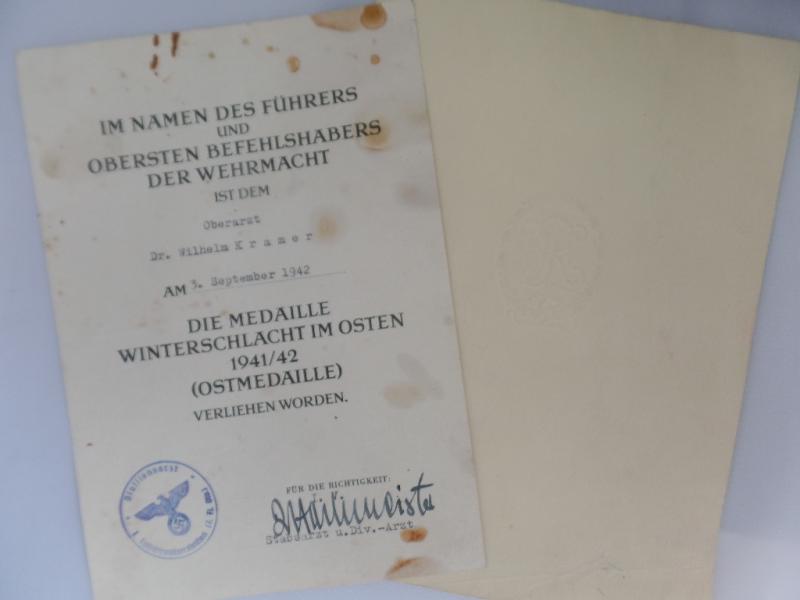 IM NAMEN DES FÜHRERS
UND
OBERSTEN BEFEHLSHABERS
DER WEHRMACHT
IST DEM
Oberarzt
Dr. Wilhelm K r a m e r
AM 3. September 1942
DIE MEDAILLE
WINTERSCHLACHT IM OSTEN
1941/42
(OSTMEDAILLE)
VERLIEHEN WORDEN.
FÜR DIE RICHTIGKEIT:
Stabsarzt u.Div.-Arzt
Divisionsarzt